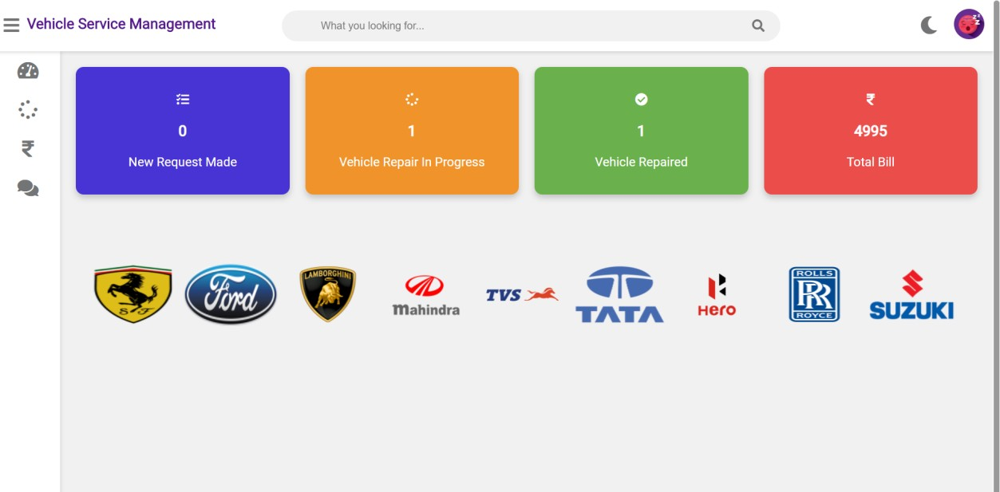 Vehicle Service Management
What you looking for...
0
New Request Made
1
Vehicle Repair In Progress
1
Vehicle Repaired
₹
4995
Total Bill
S F
Ford
LAMBORGHINI
Mahindra
TVS
TATA
Hero
ROLLS
RR
ROYCE
SUZUKI